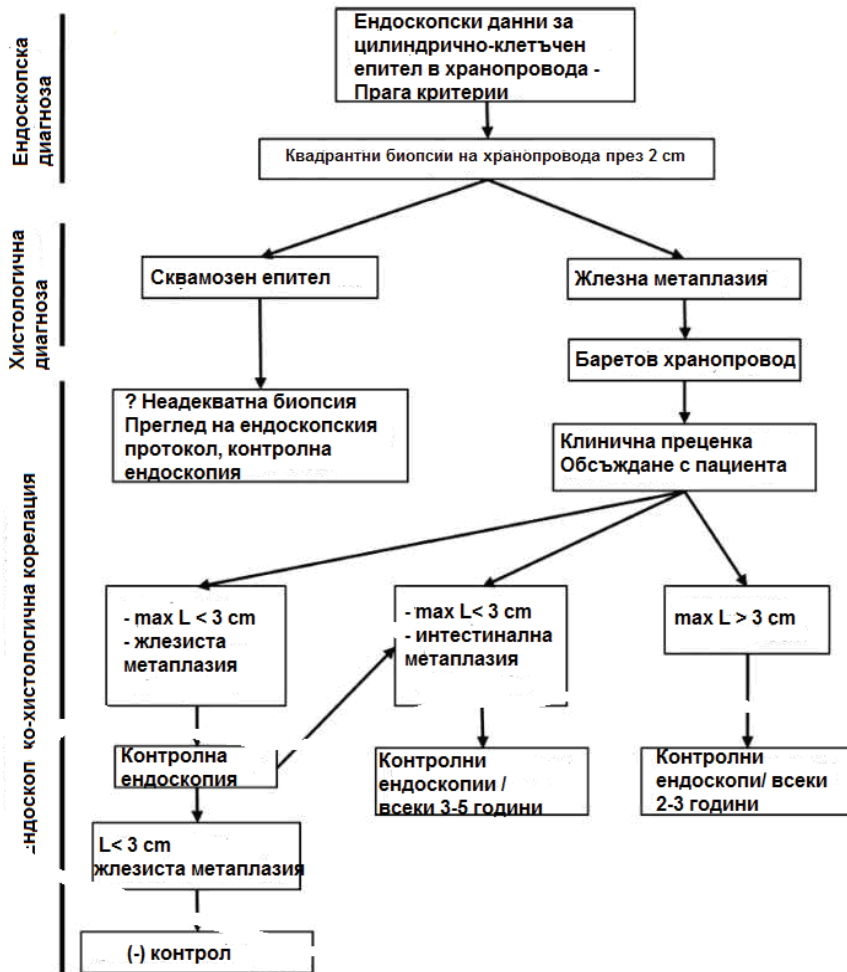 Ендоскопска
диагноза
Ендоскопски данни за
цилиндрично-клетъчен
епител в хранопровода -
Прага критерии
Квадрантни биопсии на хранопровода през 2 cm
Хистологична
диагноза
Сквамозен епител
Жлезна метаплазия
Баретов хранопровод
? Неадекватна биопсия
Преглед на ендоскопския
протокол, контролна
ендоскопия
Клинична преценка
Обсъждане с пациента
ндоскоп ко-хистологична корелация
- max L < 3 cm
- жлезиста
метаплазия
- max L< 3 cm
- интестинална
метаплазия
max L > 3 cm
Контролна
ендоскопия
Контролни
ендоскопии /
всеки 3-5 години
Контролни
ендоскопи/ всеки
2-3 години
L< 3 cm
жлезиста метаплазия
(-) контрол